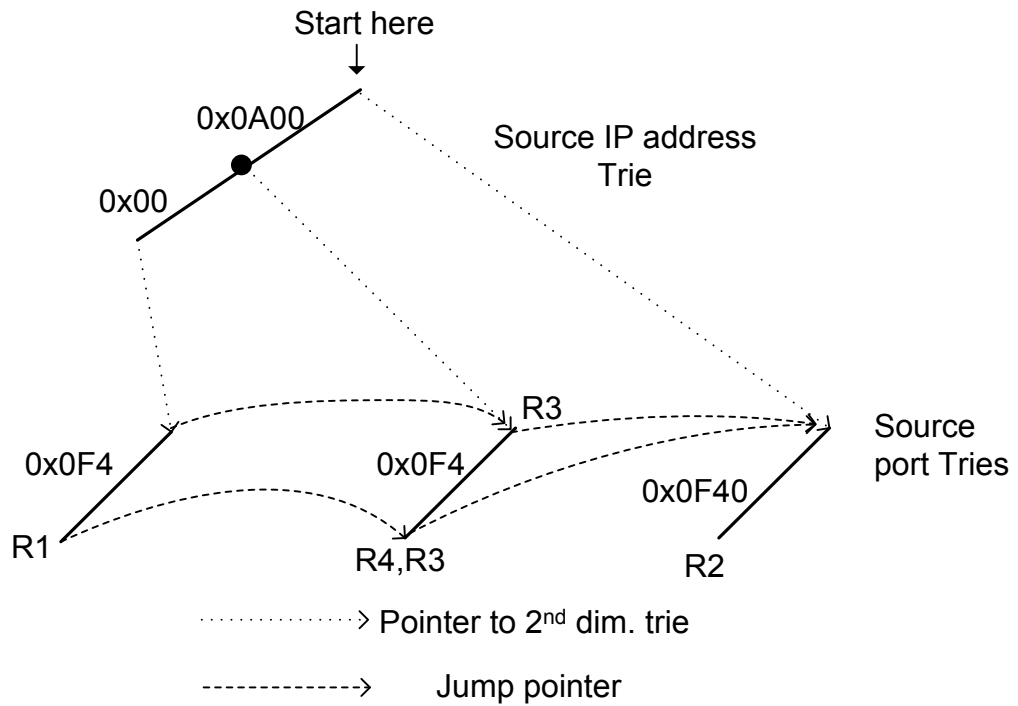 Start here
0x0A00
Source IP address
Trie
0x00
R3
Source
port Tries
0x0F4
0x0F4
0x0F40
R1
R4,R3
R2
Pointer to 2nd dim. trie
Jump pointer